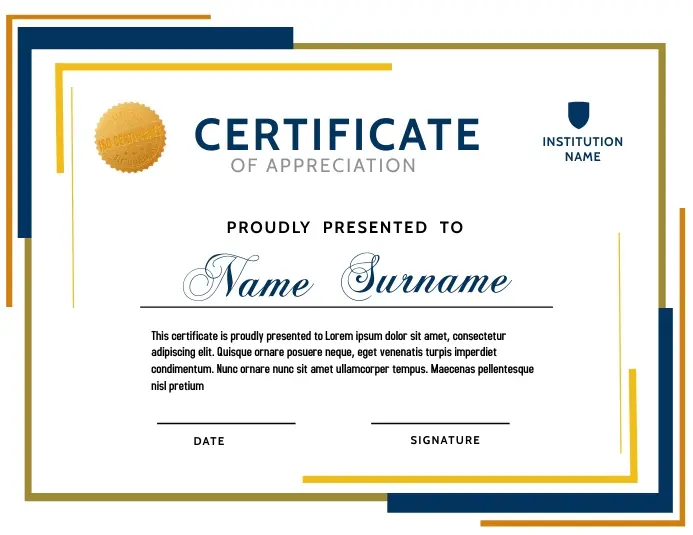 CERTIFICATE
OF APPRECIATION
INSTITUTION
NAME
PROUDLY PRESENTED TO
Name Surname
This certificate is proudly presented to Lorem ipsum dolor sit amet, consectetur
adipiscing elit. Quisque ornare posuere neque, eget venenatis turpis imperdiet
condimentum. Nunc ornare nunc sit amet ullamcorper tempus. Maecenas pellentesque
nisl pretium
DATE
SIGNATURE